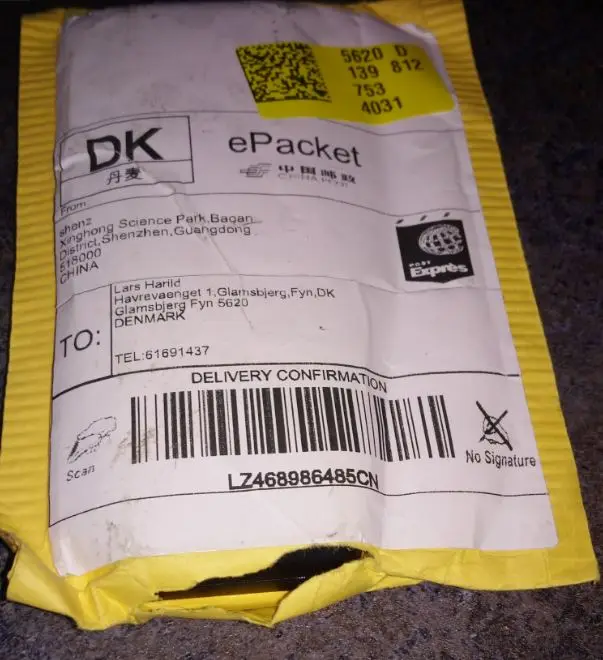 5620 D
139 812
753
4031
DK
丹麦
ePacket
中国邮政
CHINA POST
From:
shenz
Xinghong Science Park,Baoan
District,Shenzhen,Guangdong
518000
CHINA
POST
Exprès
TO:
Lars Harild
Havrevaenget 1,Glamsbjerg,Fyn,DK
Glamsbjerg Fyn 5620
DENMARK
TEL:61691437
DELIVERY CONFIRMATION
Scan
No Signature
LZ468986485CN